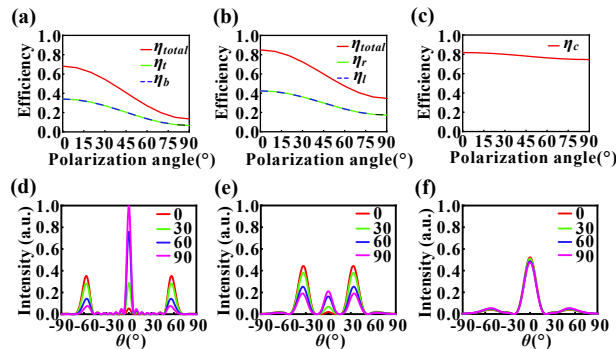 (a)
1.0
0.8
0.6
0.4
0.2
0.0
Efficiency
η_total
η_t
η_b
0 15 30 45 60 75 90
Polarization angle(°)
(b)
1.0
0.8
0.6
0.4
0.2
0.0
Efficiency
η_total
η_r
η_l
0 15 30 45 60 75 90
Polarization angle(°)
(c)
1.0
0.8
0.6
0.4
0.2
0.0
Efficiency
η_c
0 15 30 45 60 75 90
Polarization angle(°)
(d)
1.0
0.8
0.6
0.4
0.2
0.0
Intensity (a.u.)
0
30
60
90
-90 -60 -30 0 30 60 90
θ(°)
(e)
1.0
0.8
0.6
0.4
0.2
0.0
Intensity (a.u.)
0
30
60
90
-90 -60 -30 0 30 60 90
θ(°)
(f)
1.0
0.8
0.6
0.4
0.2
0.0
Intensity (a.u.)
0
30
60
90
-90 -60 -30 0 30 60 90
θ(°)